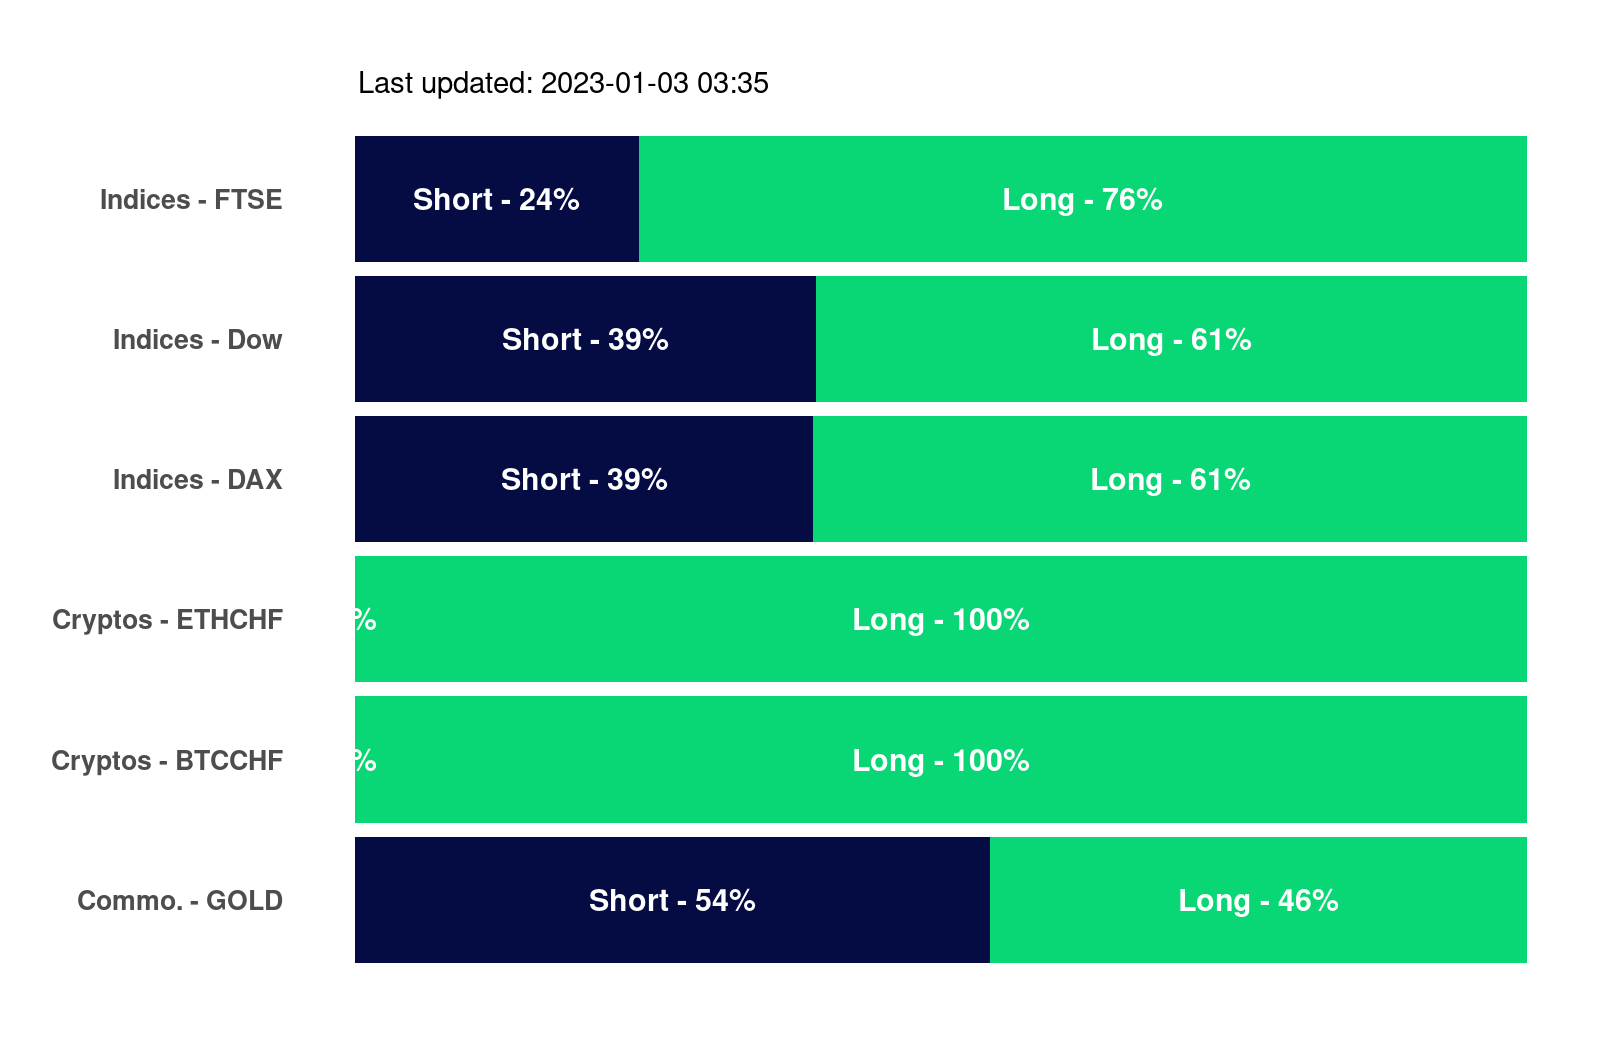 Last updated: 2023-01-03 03:35
Indices - FTSE Short - 24% Long - 76%
Indices - Dow Short - 39% Long - 61%
Indices - DAX Short - 39% Long - 61%
Cryptos - ETHCHF % Long - 100%
Cryptos - BTCCHF % Long - 100%
Commo. - GOLD Short - 54% Long - 46%